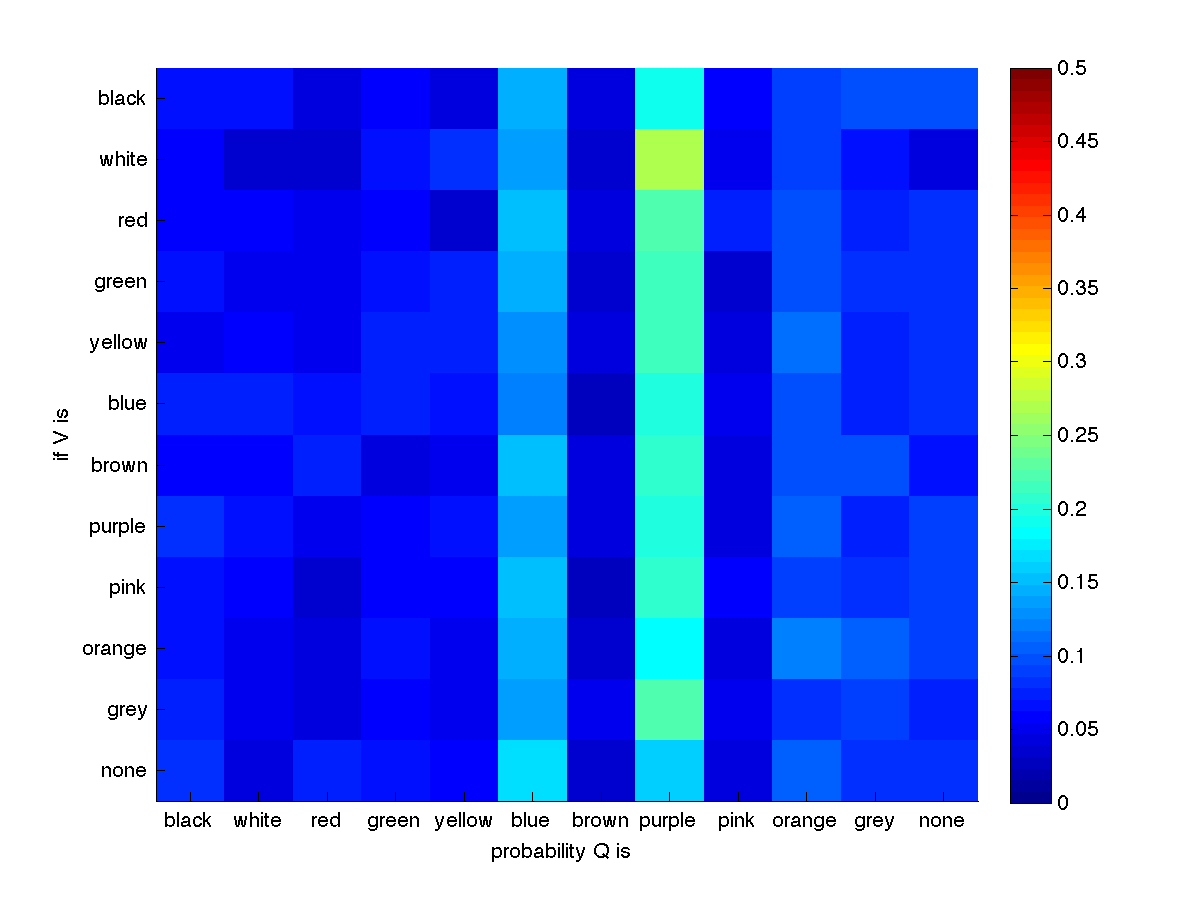 black
white
red
green
yellow
blue
brown
purple
pink
orange
grey
none
if V is
black white red green yellow blue brown purple pink orange grey none
probability Q is
0.5
0.45
0.4
0.35
0.3
0.25
0.2
0.15
0.1
0.05
0